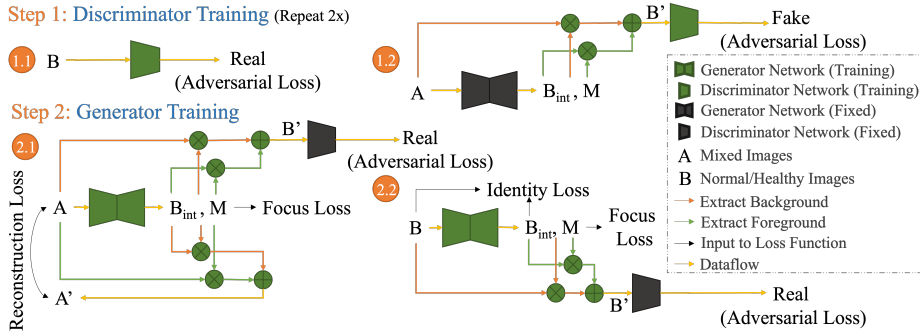 Step 1: Discriminator Training (Repeat 2x)
1.1
B
Real
(Adversarial Loss)
1.2
A
B_int, M
B'
Fake
(Adversarial Loss)
Generator Network (Training)
Discriminator Network (Training)
Generator Network (Fixed)
Discriminator Network (Fixed)
A Mixed Images
B Normal/Healthy Images
Extract Background
Extract Foreground
Input to Loss Function
Dataflow
Step 2: Generator Training
2.1
Reconstruction Loss
A
B_int, M
Focus Loss
B'
Real
(Adversarial Loss)
A'
2.2
Identity Loss
B
B_int, M
Focus
Loss
B'
Real
(Adversarial Loss)